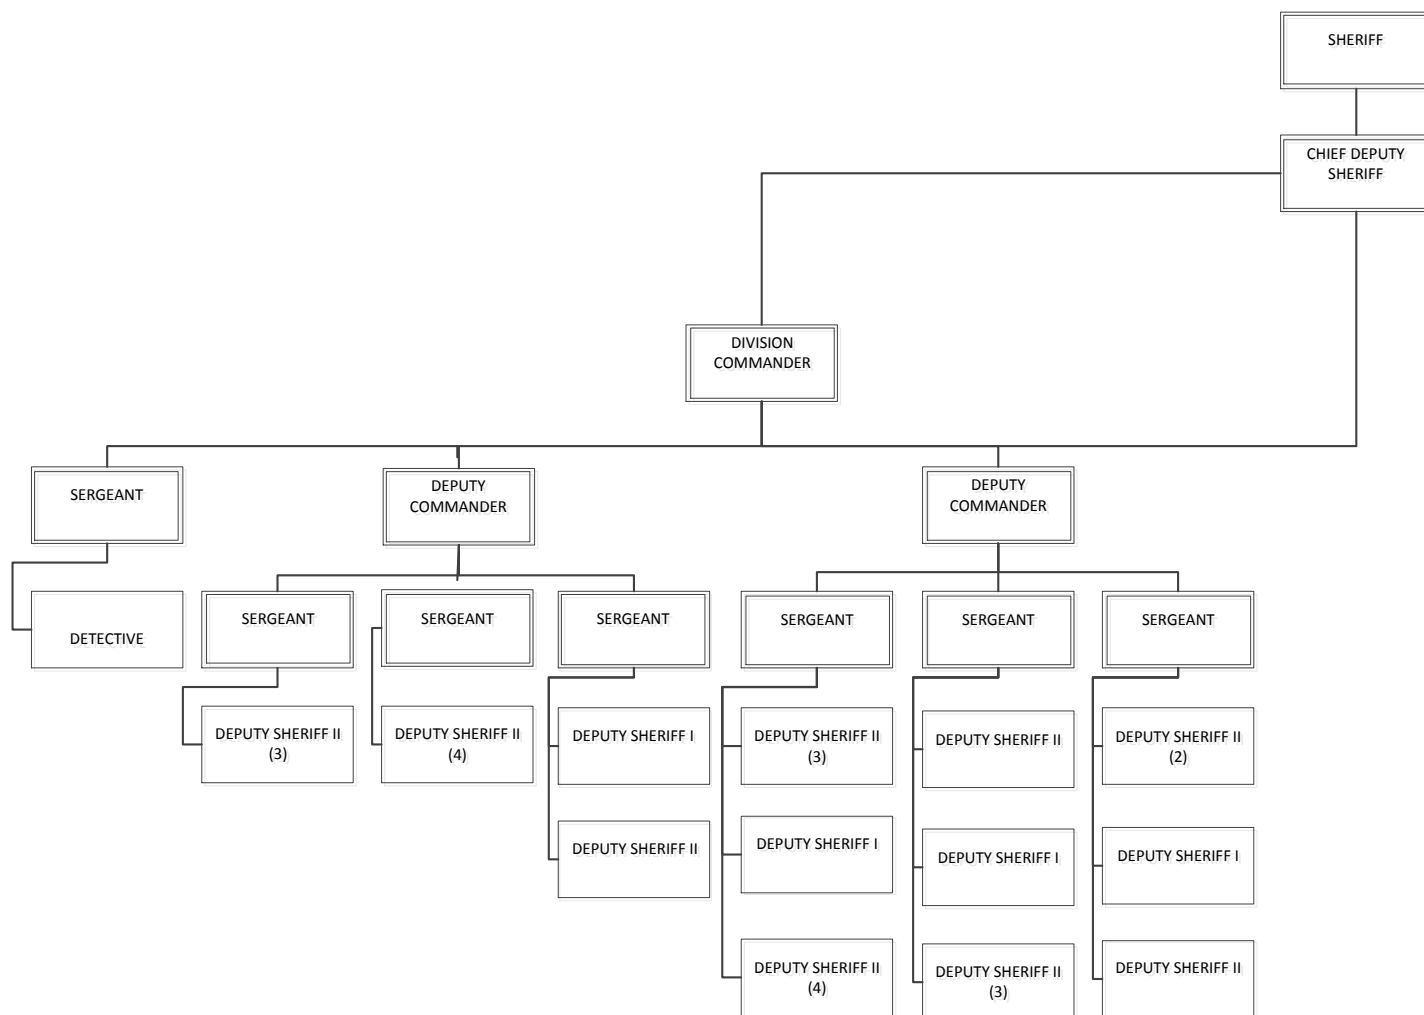 SHERIFF
CHIEF DEPUTY
SHERIFF
DIVISION
COMMANDER
SERGEANT
DEPUTY
COMMANDER
DEPUTY
COMMANDER
DETECTIVE
SERGEANT
SERGEANT
SERGEANT
SERGEANT
SERGEANT
SERGEANT
DEPUTY SHERIFF II
(3)
DEPUTY SHERIFF II
(4)
DEPUTY SHERIFF I
DEPUTY SHERIFF II
(3)
DEPUTY SHERIFF II
DEPUTY SHERIFF II
(2)
DEPUTY SHERIFF II
DEPUTY SHERIFF I
DEPUTY SHERIFF I
DEPUTY SHERIFF I
DEPUTY SHERIFF II
(4)
DEPUTY SHERIFF II
(3)
DEPUTY SHERIFF II